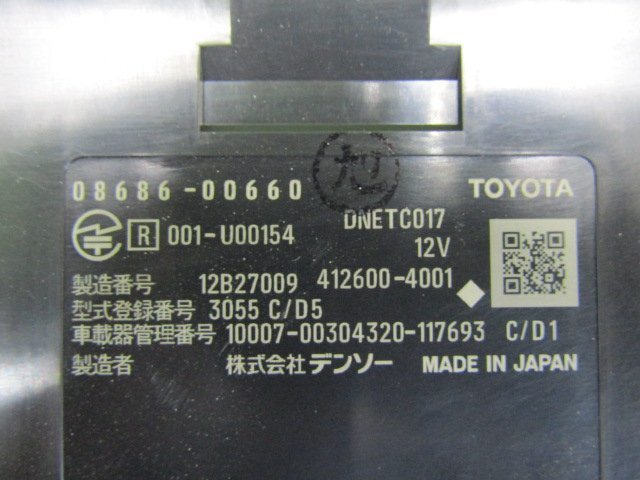 旭
08686-00660 TOYOTA
R 001-U00154 DNETC017
12V
製造番号 12B27009 412600-4001
型式登録番号 3055 C/D5
車載器管理番号 10007-00304320-117693 C/D1
製造者 株式会社デンソー MADE IN JAPAN